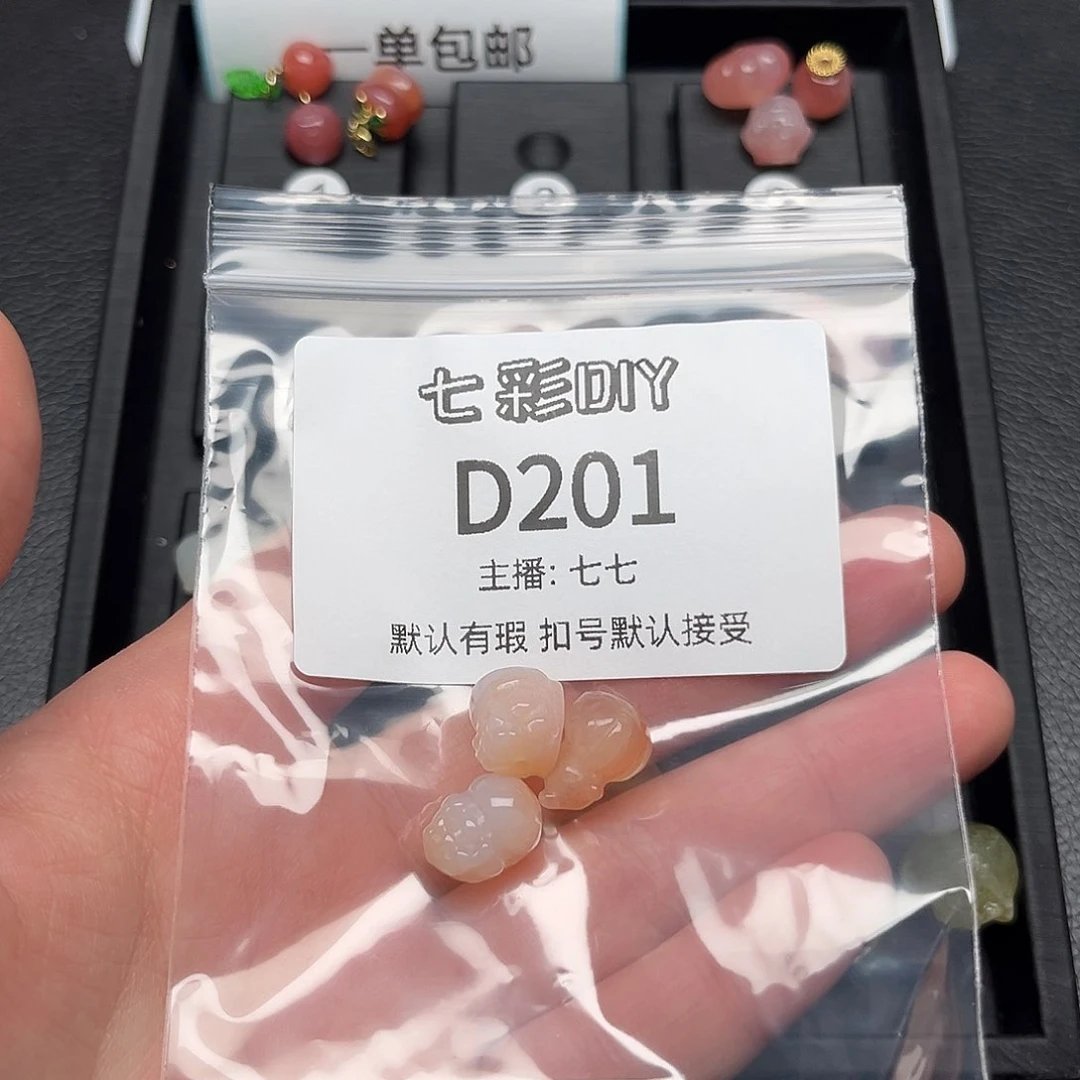 一单包邮
七彩DIY
D201
主播: 七七
默认有瑕 扣号默认接受